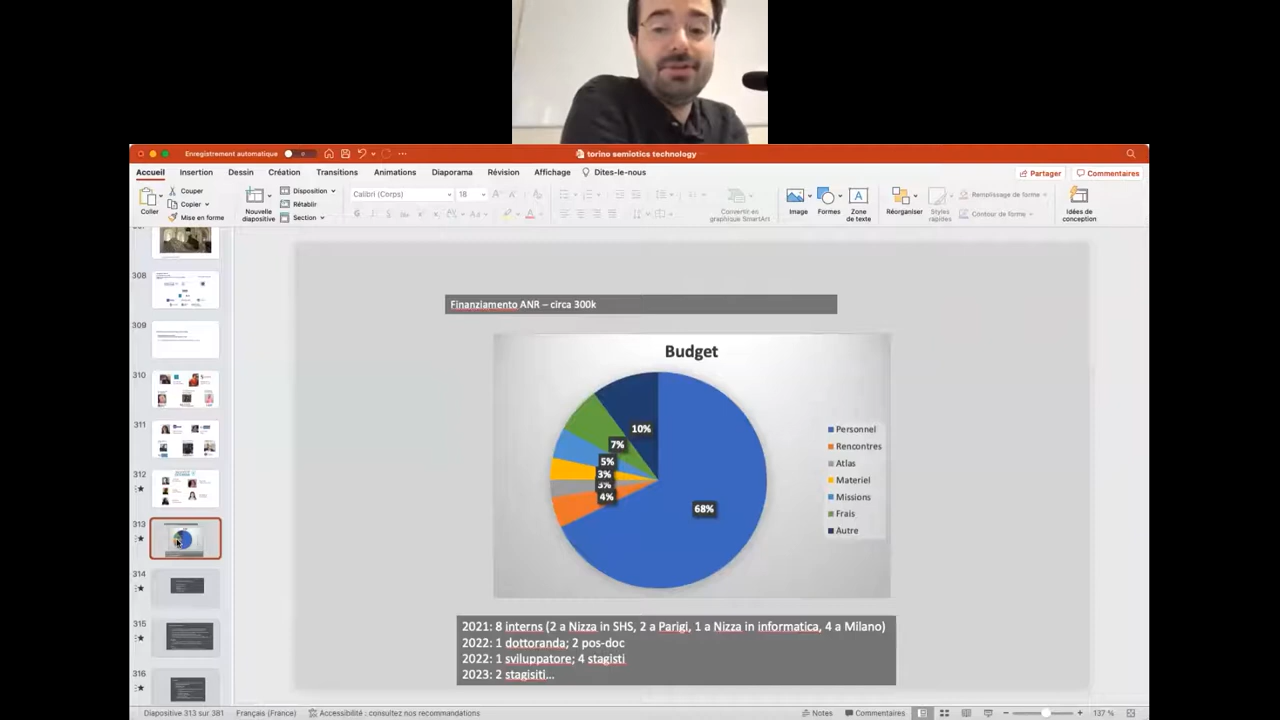 Enregistrement automatique
torino semiotics technology
Accueil Insertion Dessin Création Transitions Animations Diaporama Révision Affichage Dites-le-nous
Partager Commentaires
Coller
Couper
Copier
Mise en forme
Nouvelle diapositive
Disposition
Rétablir
Section
Calibri (Corps) 18
Convertir en graphique SmartArt
Image
Formes
Zone de texte
Réorganiser
Styles rapides
Remplissage de forme
Contour de forme
Idées de conception
308
309
310
311
312
313
314
315
316
Finanziamento ANR – circa 300k
Budget
10%
7%
5%
3%
3%
4%
68%
Personnel
Rencontres
Atlas
Materiel
Missions
Frais
Autre
2021: 8 interns (2 a Nizza in SHS, 2 a Parigi, 1 a Nizza in informatica, 4 a Milano)
2022: 1 dottoranda; 2 pos-doc
2022: 1 sviluppatore; 4 stagisti
2023: 2 stagisiti...
Diapositive 313 sur 381 Français (France) Accessibilité : consultez nos recommandations Notes Commentaires 137 %